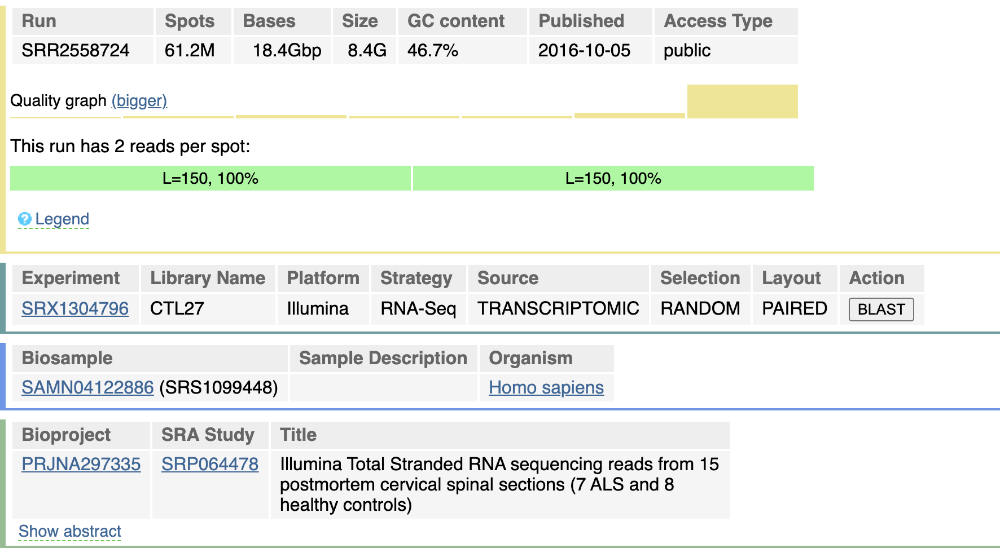 Run Spots Bases Size GC content Published Access Type
SRR2558724 61.2M 18.4Gbp 8.4G 46.7% 2016-10-05 public
Quality graph (bigger)
This run has 2 reads per spot:
L=150, 100% L=150, 100%
? Legend
Experiment Library Name Platform Strategy Source Selection Layout Action
SRX1304796 CTL27 Illumina RNA-Seq TRANSCRIPTOMIC RANDOM PAIRED BLAST
Biosample Sample Description Organism
SAMN04122886 (SRS1099448) Homo sapiens
Bioproject SRA Study Title
PRJNA297335 SRP064478 Illumina Total Stranded RNA sequencing reads from 15
postmortem cervical spinal sections (7 ALS and 8
healthy controls)
Show abstract